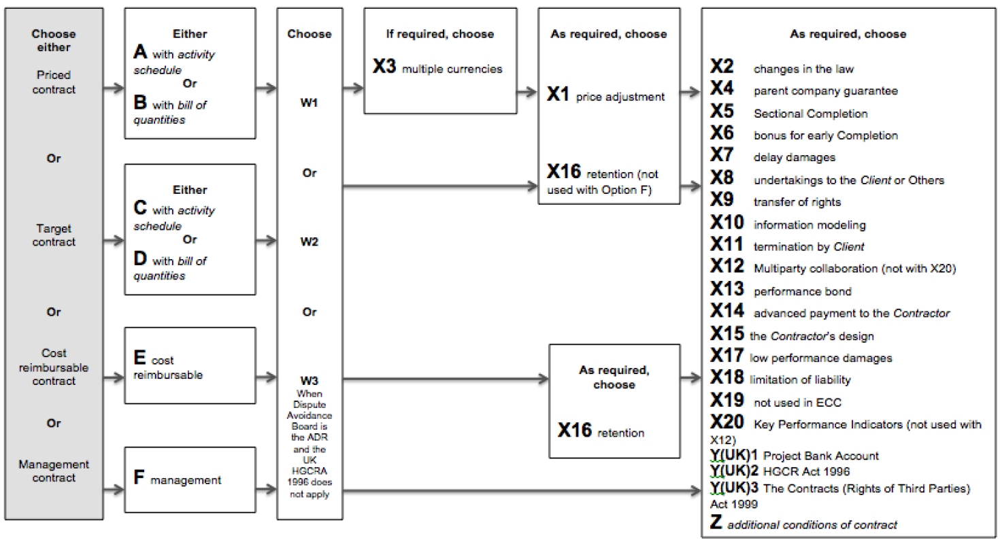 Choose
either
Priced
contract
Or
Target
contract
Or
Cost
reimbursable
contract
Or
Management
contract
Either
A with activity
schedule
Or
B with bill of
quantities
Either
C with activity
schedule
Or
D with bill of
quantities
E cost
reimbursable
F management
Choose
W1
Or
W2
Or
W3
When
Dispute
Avoidance
Board is
the ADR
and the
UK
HGCRA
1996 does
not apply
If required, choose
X3 multiple currencies
As required, choose
X1 price adjustment
X16 retention (not
used with Option F)
As required,
choose
X16 retention
As required, choose
X2 changes in the law
X4 parent company guarantee
X5 Sectional Completion
X6 bonus for early Completion
X7 delay damages
X8 undertakings to the Client or Others
X9 transfer of rights
X10 information modeling
X11 termination by Client
X12 Multiparty collaboration (not with X20)
X13 performance bond
X14 advanced payment to the Contractor
X15 the Contractor's design
X17 low performance damages
X18 limitation of liability
X19 not used in ECC
X20 Key Performance Indicators (not used with
X12)
Y(UK)1 Project Bank Account
Y(UK)2 HGCR Act 1996
Y(UK)3 The Contracts (Rights of Third Parties)
Act 1999
Z additional conditions of contract